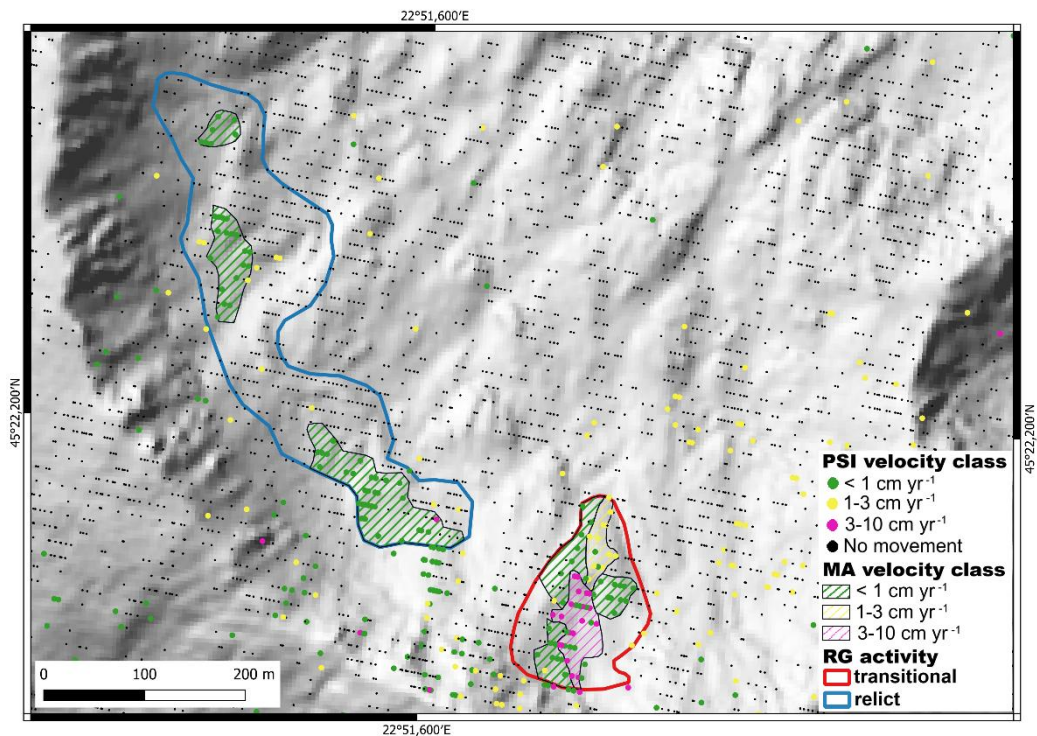 22°51,600′E
45°22,200′N
45°22,200′N
PSI velocity class
< 1 cm yr⁻¹
1-3 cm yr⁻¹
3-10 cm yr⁻¹
No movement
MA velocity class
< 1 cm yr⁻¹
1-3 cm yr⁻¹
3-10 cm yr⁻¹
RG activity
transitional
relict
0 100 200 m
22°51,600′E